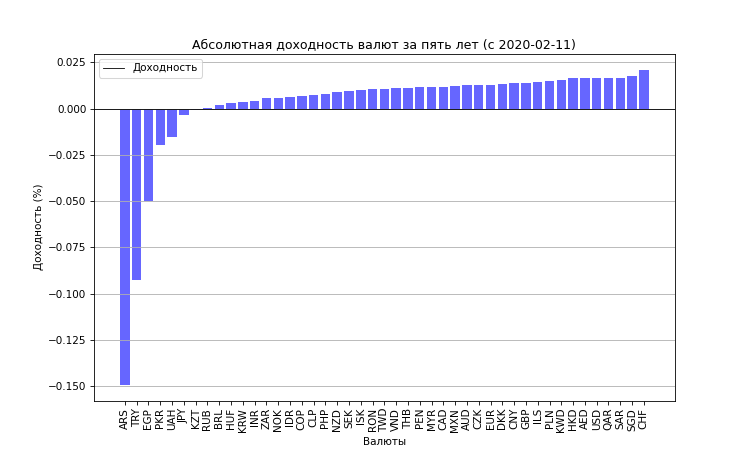 Абсолютная доходность валют за пять лет (с 2020-02-11)
Доходность
0.025
0.000
−0.025
−0.050
−0.075
−0.100
−0.125
−0.150
Доходность (%)
ARS TRY EGP PKR UAH JPY KZT RUB BRL HUF KRW INR ZAR NOK IDR COP CLP PHP NZD SEK ISK RON TWD VND THB PEN MYR CAD MXN AUD CZK EUR DKK CNY GBP ILS PLN KWD HKD AED USD QAR SAR SGD CHF
Валюты